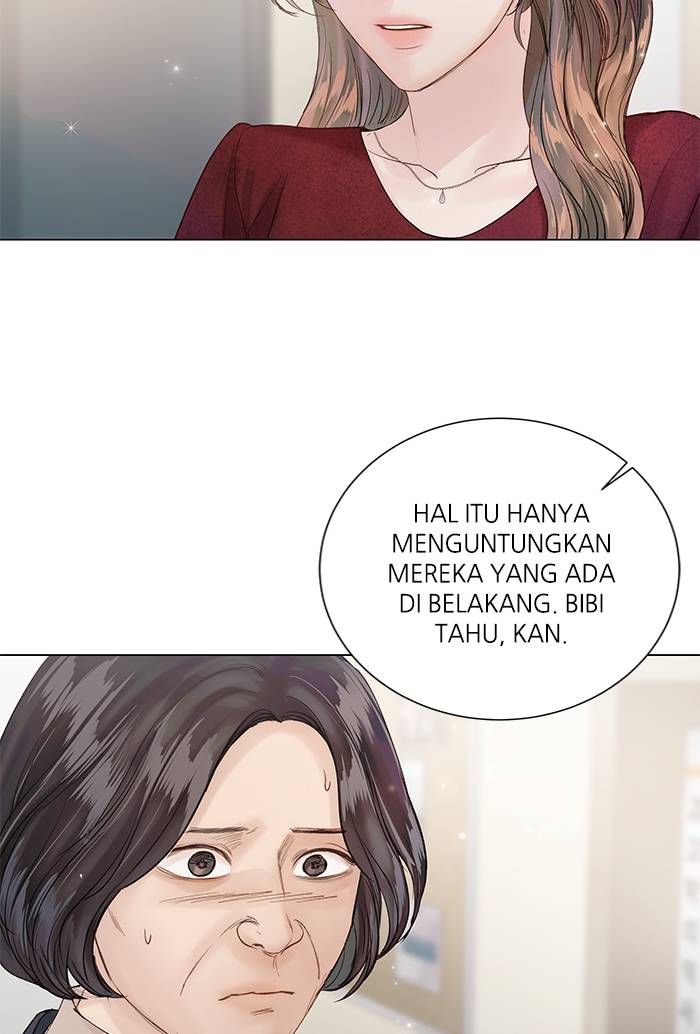 HAL ITU HANYA
MENGUNTUNGKAN
MEREKA YANG ADA
DI BELAKANG. BIBI
TAHU, KAN.